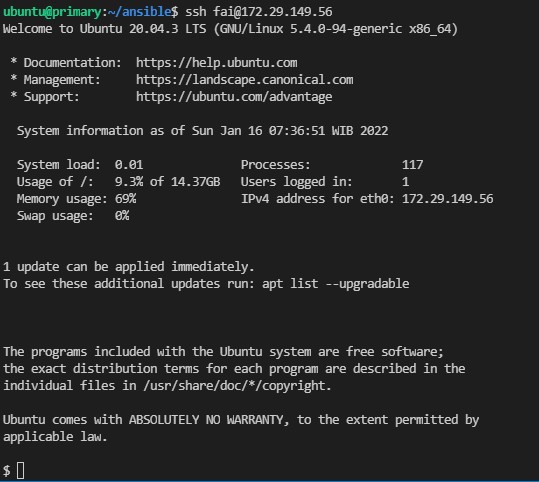 ubuntu@primary:~/ansible$ ssh fai@172.29.149.56
Welcome to Ubuntu 20.04.3 LTS (GNU/Linux 5.4.0-94-generic x86_64)
* Documentation:  https://help.ubuntu.com
* Management:     https://landscape.canonical.com
* Support:        https://ubuntu.com/advantage
System information as of Sun Jan 16 07:36:51 WIB 2022
System load:  0.01               Processes:             117
Usage of /:   9.3% of 14.37GB   Users logged in:       1
Memory usage: 69%                IPv4 address for eth0: 172.29.149.56
Swap usage:   0%
1 update can be applied immediately.
To see these additional updates run: apt list --upgradable
The programs included with the Ubuntu system are free software;
the exact distribution terms for each program are described in the
individual files in /usr/share/doc/*/copyright.
Ubuntu comes with ABSOLUTELY NO WARRANTY, to the extent permitted by
applicable law.
$